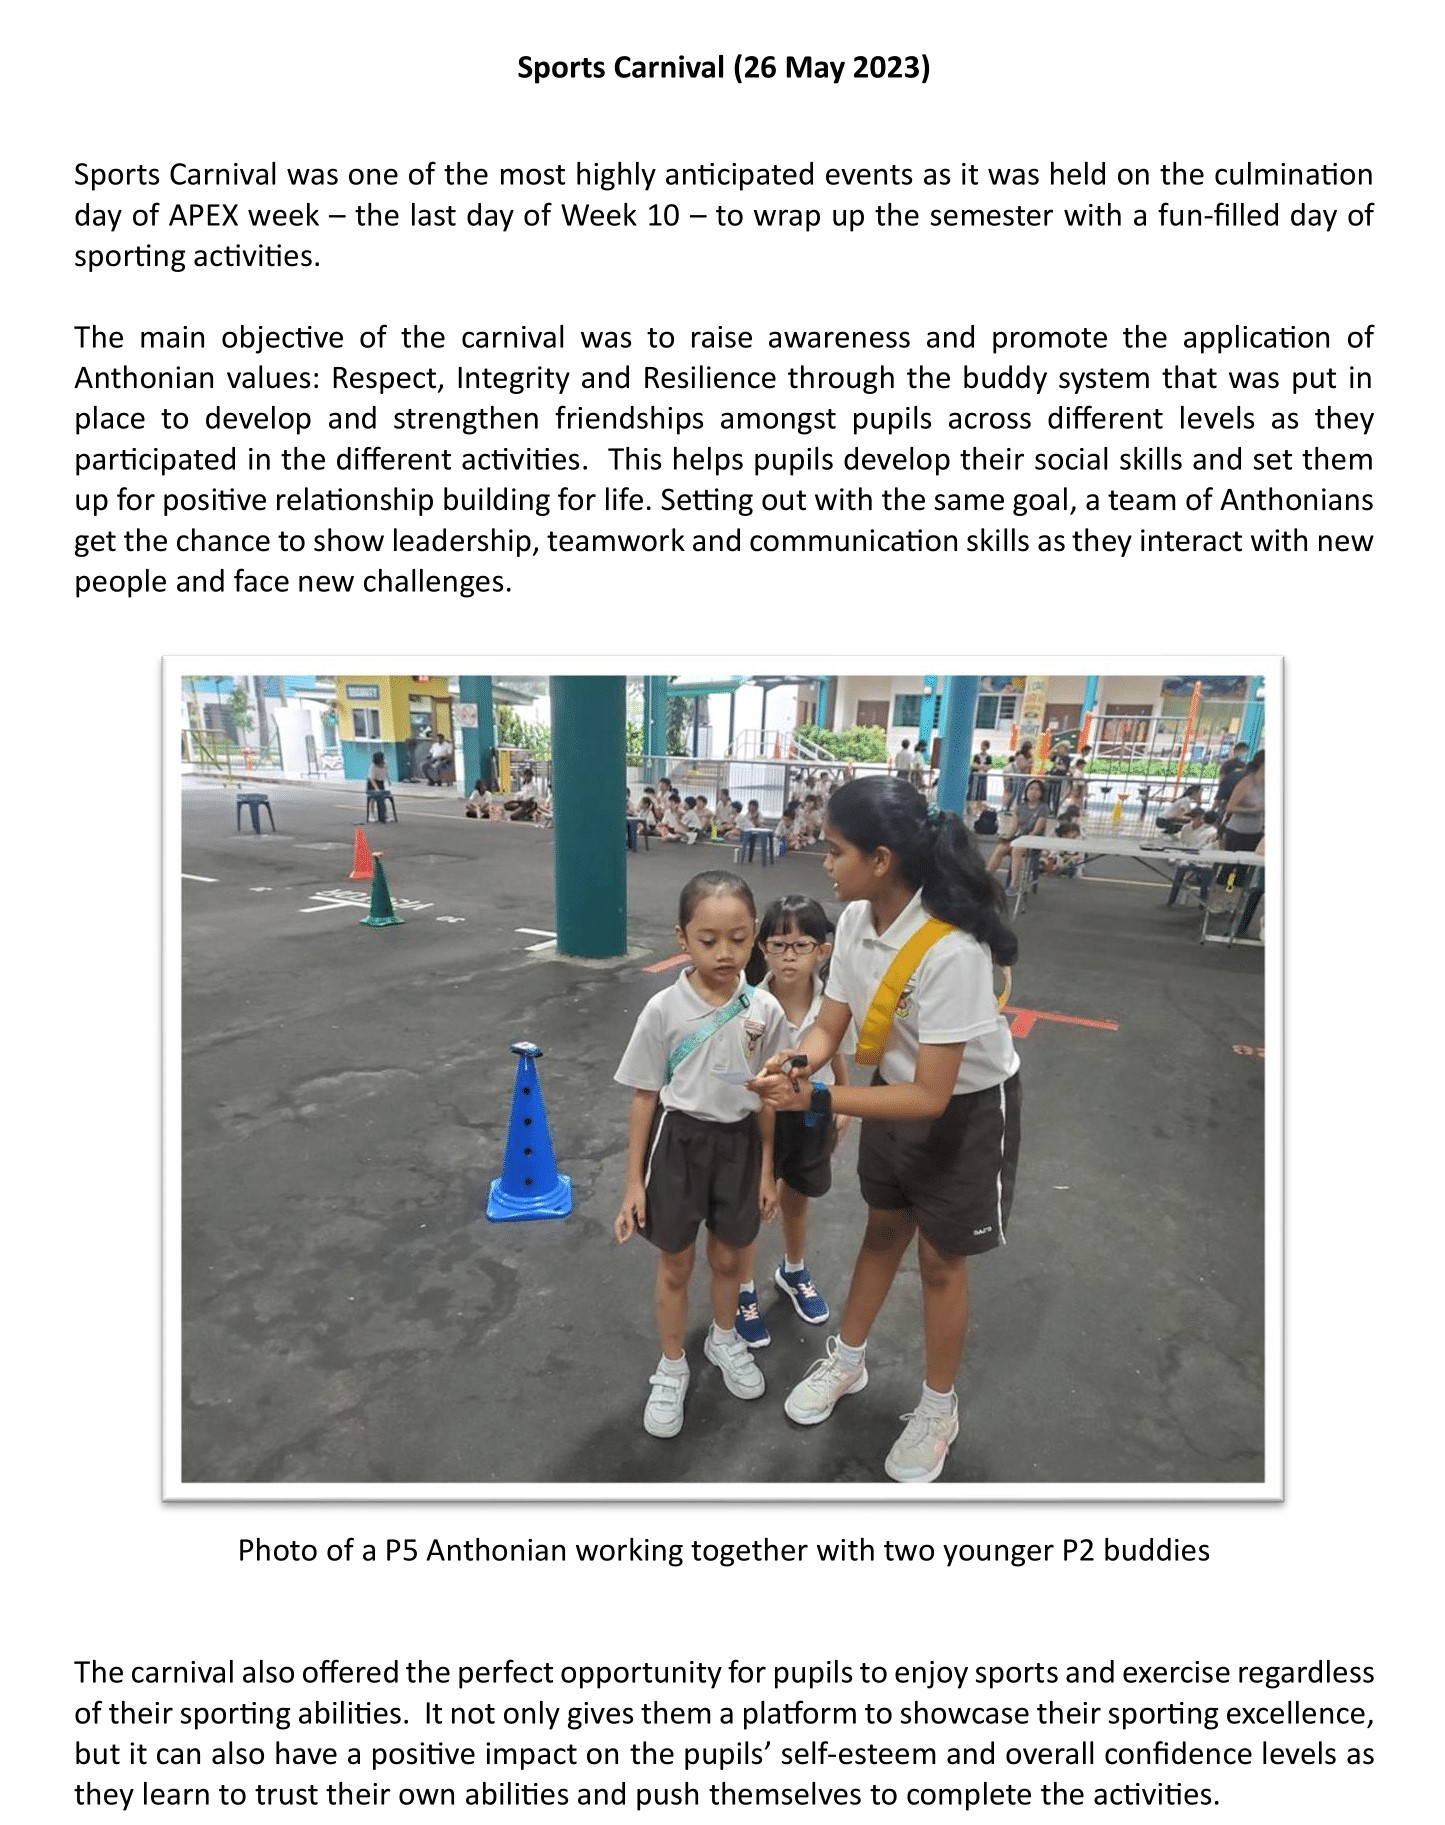 Sports Carnival (26 May 2023)
Sports Carnival was one of the most highly anticipated events as it was held on the culmination
day of APEX week – the last day of Week 10 – to wrap up the semester with a fun-filled day of
sporting activities.
The main objective of the carnival was to raise awareness and promote the application of
Anthonian values: Respect, Integrity and Resilience through the buddy system that was put in
place to develop and strengthen friendships amongst pupils across different levels as they
participated in the different activities.  This helps pupils develop their social skills and set them
up for positive relationship building for life. Setting out with the same goal, a team of Anthonians
get the chance to show leadership, teamwork and communication skills as they interact with new
people and face new challenges.
Photo of a P5 Anthonian working together with two younger P2 buddies
The carnival also offered the perfect opportunity for pupils to enjoy sports and exercise regardless
of their sporting abilities.  It not only gives them a platform to showcase their sporting excellence,
but it can also have a positive impact on the pupils’ self-esteem and overall confidence levels as
they learn to trust their own abilities and push themselves to complete the activities.